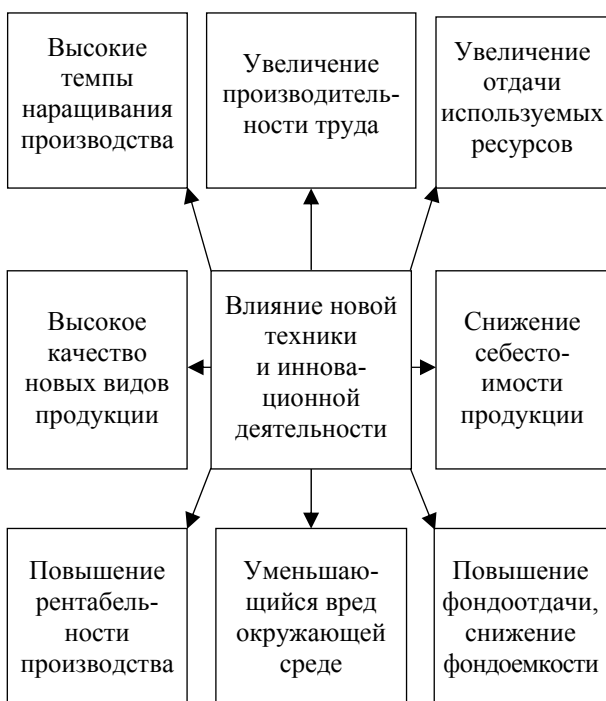 Высокие
темпы
наращивания
производства
Увеличение
производитель-
ности труда
Увеличение
отдачи
используемых
ресурсов
Высокое
качество
новых видов
продукции
Влияние новой
техники
и иннова-
ционной
деятельности
Снижение
себесто-
имости
продукции
Повышение
рентабель-
ности
производства
Уменьшаю-
щийся вред
окружающей
среде
Повышение
фондоотдачи,
снижение
фондоемкости